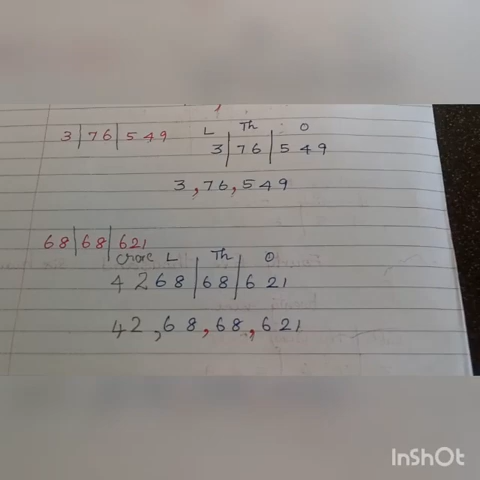 3|76|549
L Th O
3|76|549
3,76,549
68|68|621
crore L Th O
4268|68|621
42,68,68,621
InShOt